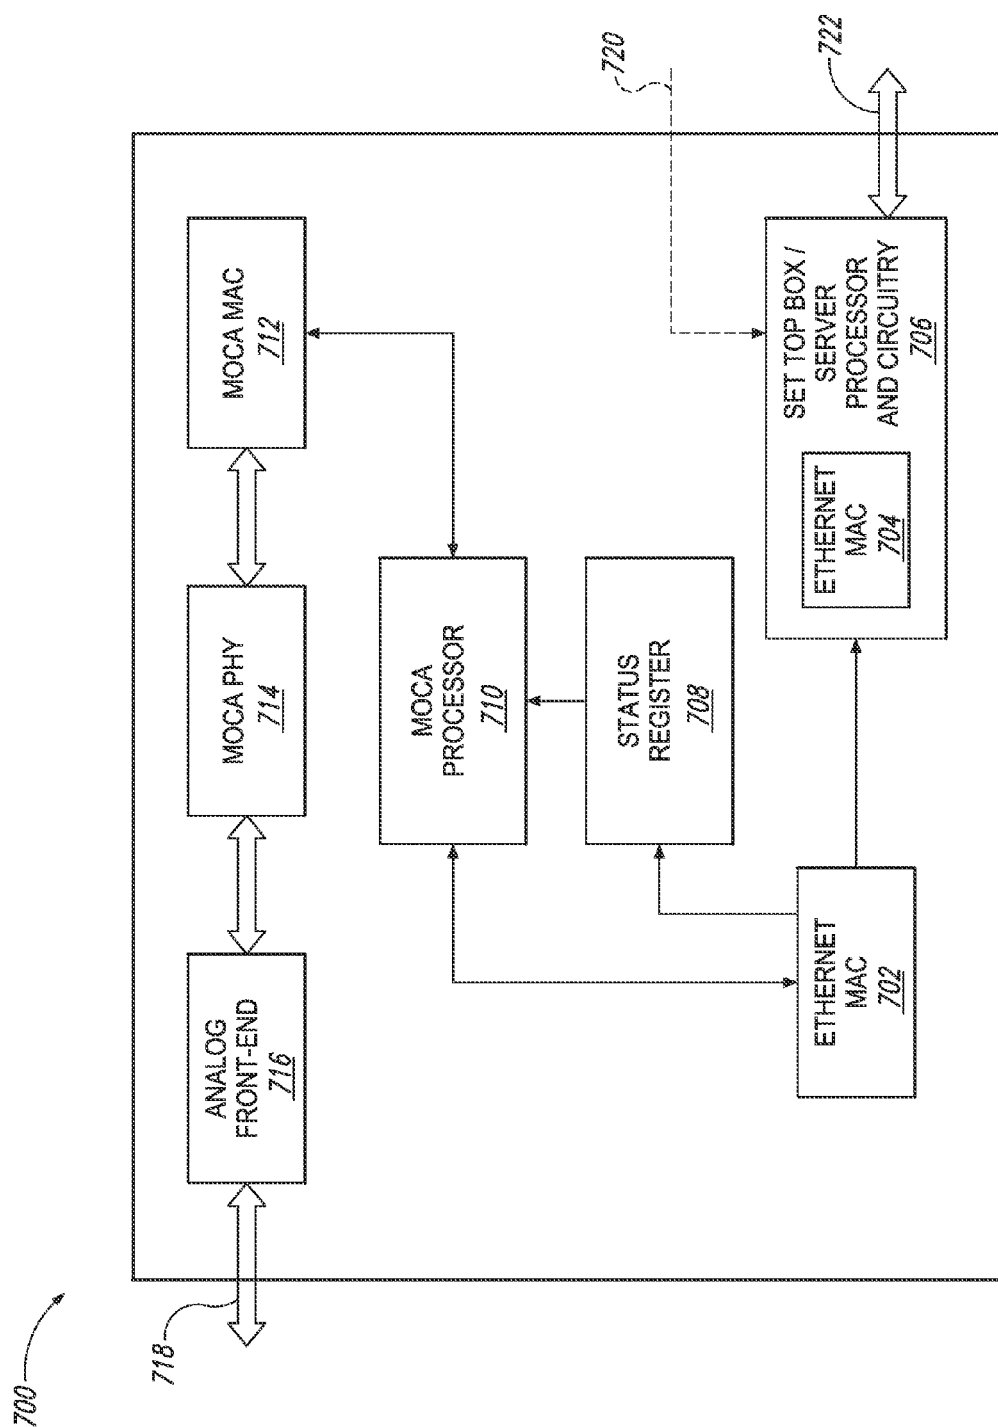 700
718
ANALOG
FRONT-END
716
MOCA PHY
714
MOCA MAC
712
MOCA
PROCESSOR
710
STATUS
REGISTER
708
720
ETHERNET
MAC
702
SET TOP BOX /
SERVER
PROCESSOR
AND CIRCUITRY
706
ETHERNET
MAC
704
722